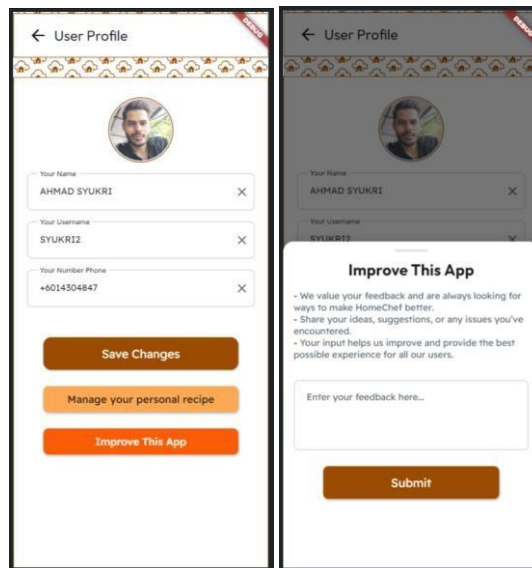 DEBUG
← User Profile
Your Name
AHMAD SYUKRI
Your Username
SYUKRI2
Your Number Phone
+6014304847
Save Changes
Manage your personal recipe
Improve This App
DEBUG
← User Profile
Your Name
AHMAD SYUKRI
Your Username
SYUKRI2
Improve This App
- We value your feedback and are always looking for
ways to make HomeChef better.
- Share your ideas, suggestions, or any issues you've
encountered.
- Your input helps us improve and provide the best
possible experience for all our users.
Enter your feedback here...
Submit